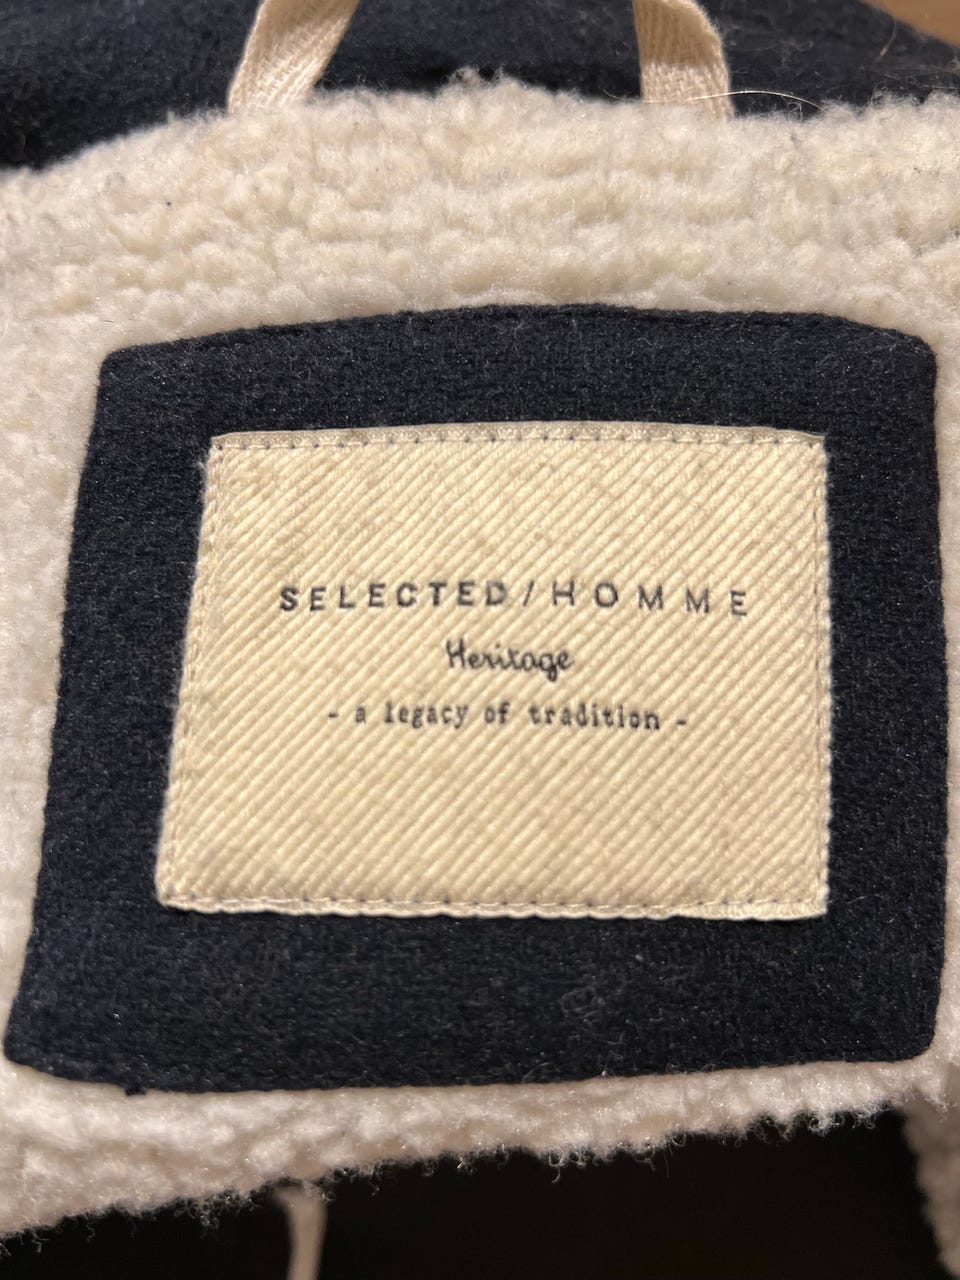 SELECTED/HOMME
Heritage
- a legacy of tradition -